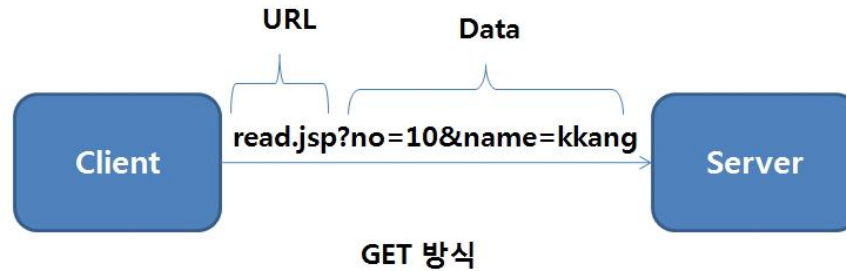 URL
Data
Client
read.jsp?no=10&name=kkang
Server
GET 방식